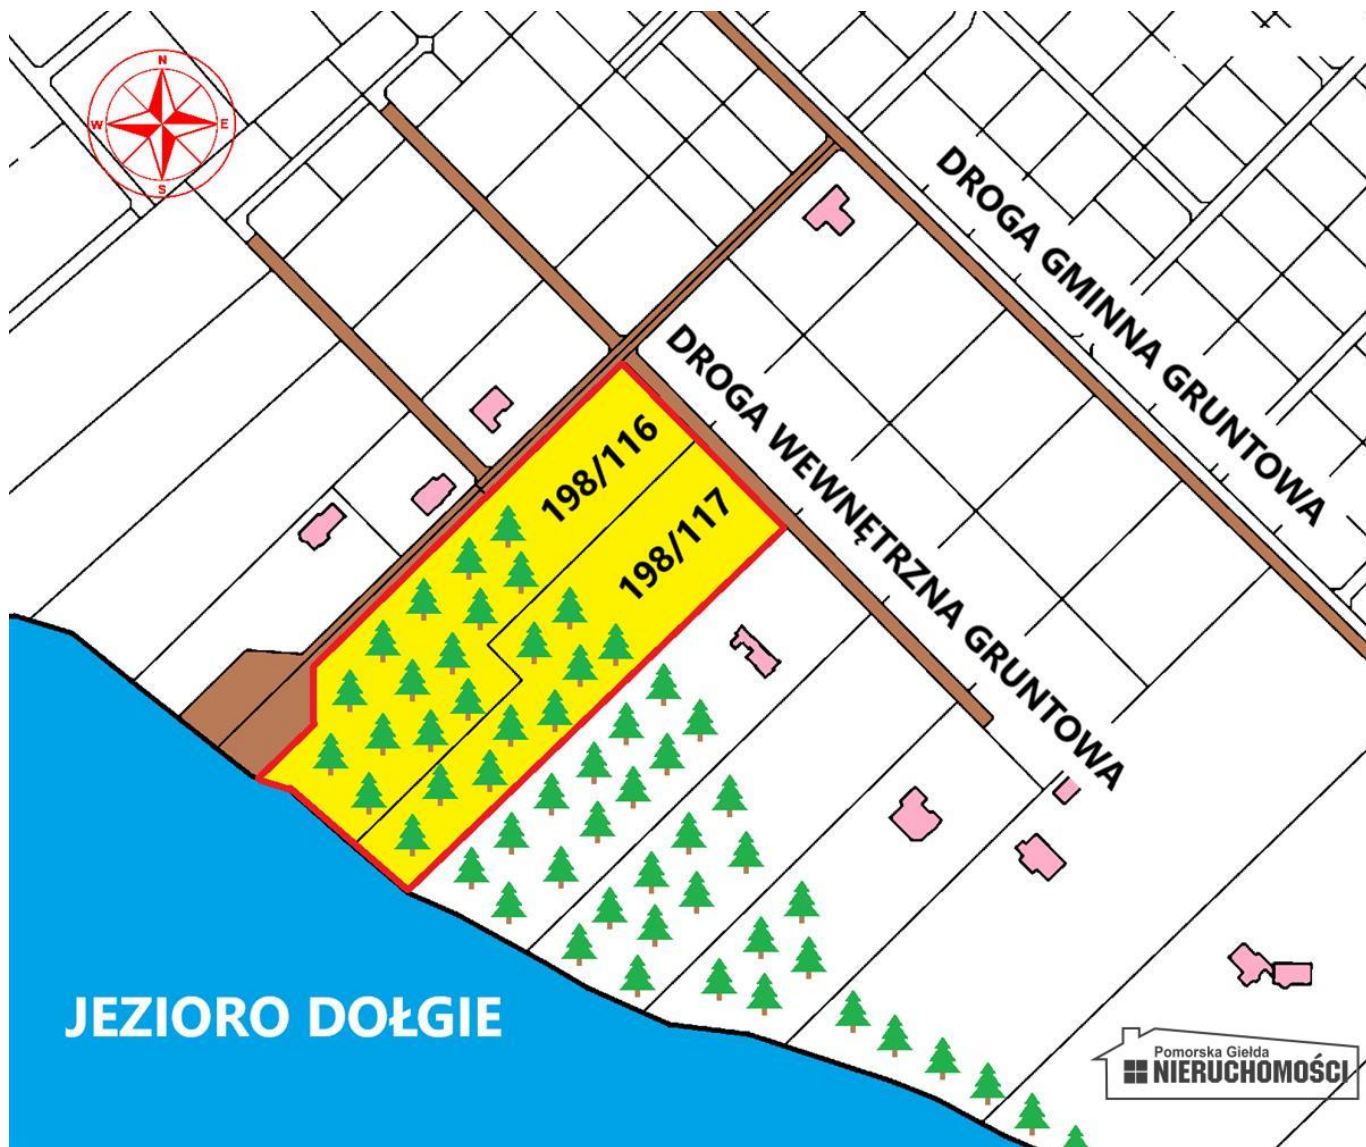 N
W E
S
DROGA GMINNA GRUNTOWA
DROGA WEWNĘTRZNA GRUNTOWA
198/116
198/117
JEZIORO DOŁGIE
Pomorska Giełda
NIERUCHOMOŚCI